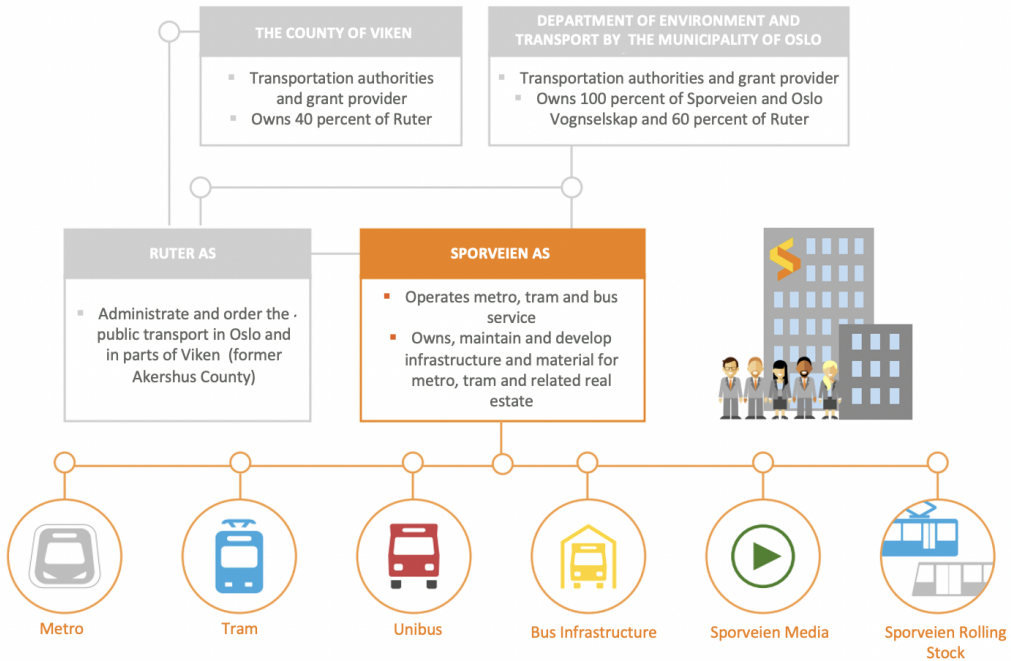 THE COUNTY OF VIKEN
Transportation authorities
and grant provider
Owns 40 percent of Ruter
DEPARTMENT OF ENVIRONMENT AND
TRANSPORT BY THE MUNICIPALITY OF OSLO
Transportation authorities and grant provider
Owns 100 percent of Sporveien and Oslo
Vognselskap and 60 percent of Ruter
RUTER AS
Administrate and order the
public transport in Oslo and
in parts of Viken (former
Akershus County)
SPORVEIEN AS
Operates metro, tram and bus
service
Owns, maintain and develop
infrastructure and material for
metro, tram and related real
estate
Metro
Tram
Unibus
Bus Infrastructure
Sporveien Media
Sporveien Rolling
Stock